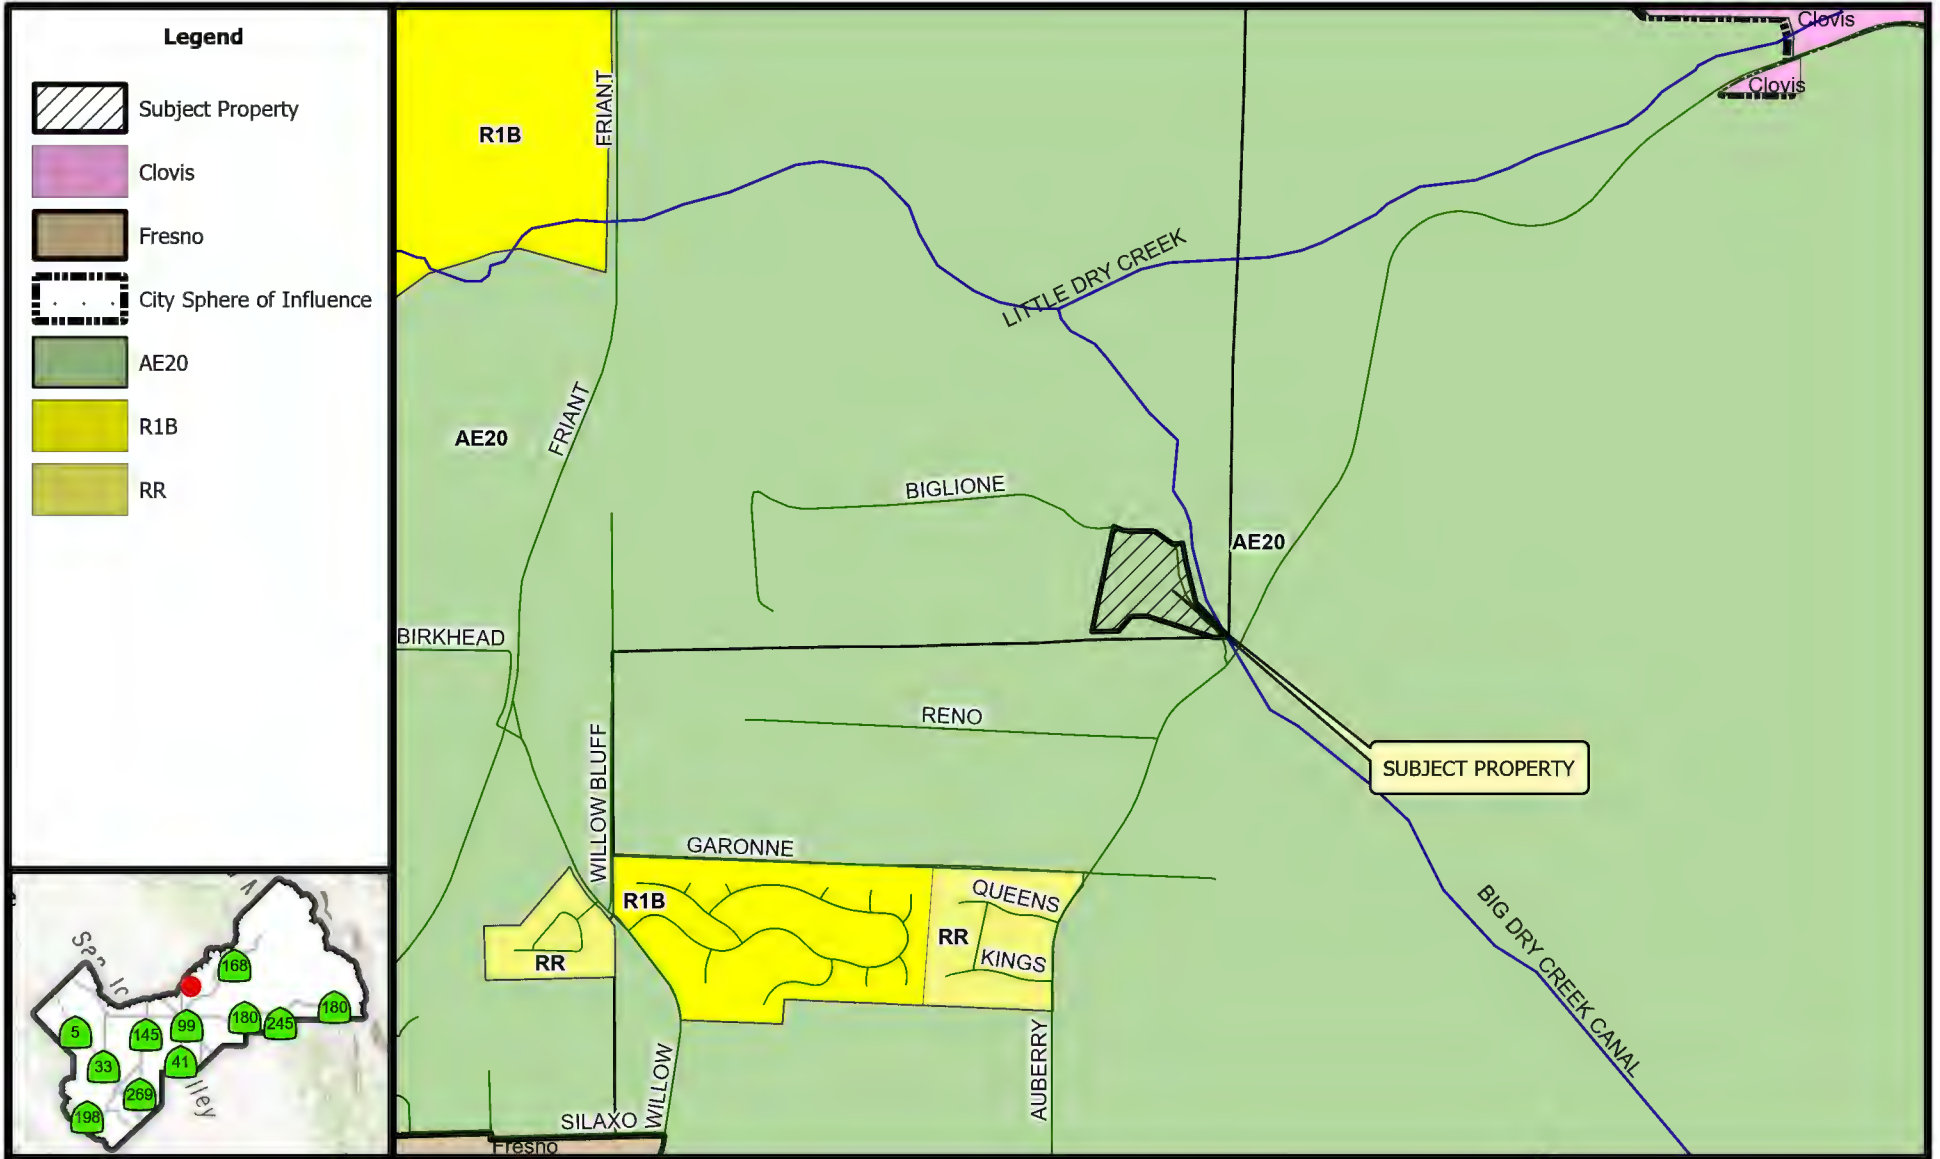 Legend
Subject Property
Clovis
Fresno
City Sphere of Influence
AE20
R1B
RR
R1B
FRIANT
Clovis
Clovis
LITTLE DRY CREEK
FRIANT
AE20
BIGLIONE
AE20
BIRKHEAD
RENO
WILLOW BLUFF
SUBJECT PROPERTY
GARONNE
R1B
QUEENS
RR
KINGS
RR
BIG DRY CREEK CANAL
AUBERRY
WILLOW
SILAXO
Fresno
168
180
180
245
99
145
5
41
33
269
198